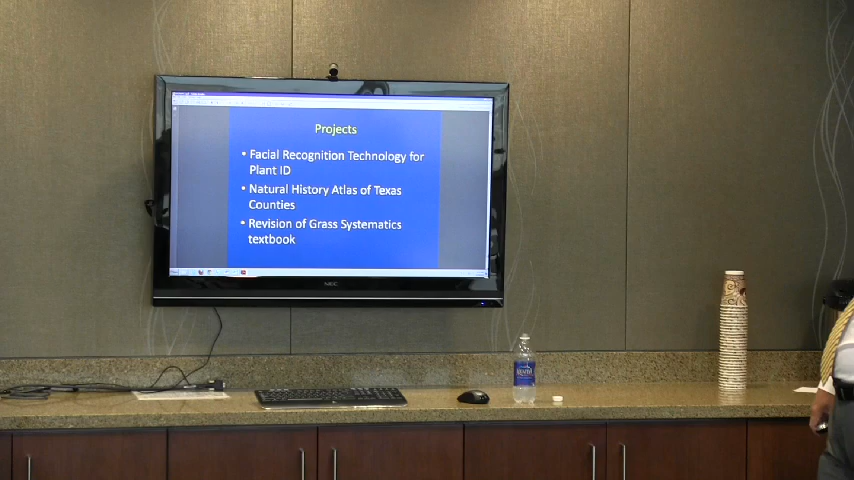 Projects
• Facial Recognition Technology for
Plant ID
• Natural History Atlas of Texas
Counties
• Revision of Grass Systematics
textbook
NEC